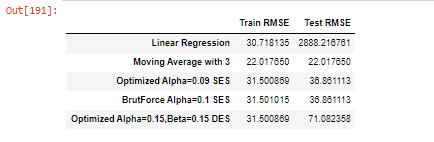 Out[191]:
Train RMSE Test RMSE
Linear Regression 30.718135 2888.216761
Moving Average with 3 22.017650 22.017650
Optimized Alpha=0.09 SES 31.500869 36.861113
BrutForce Alpha=0.1 SES 31.501015 36.861113
Optimized Alpha=0.15,Beta=0.15 DES 31.500869 71.082358